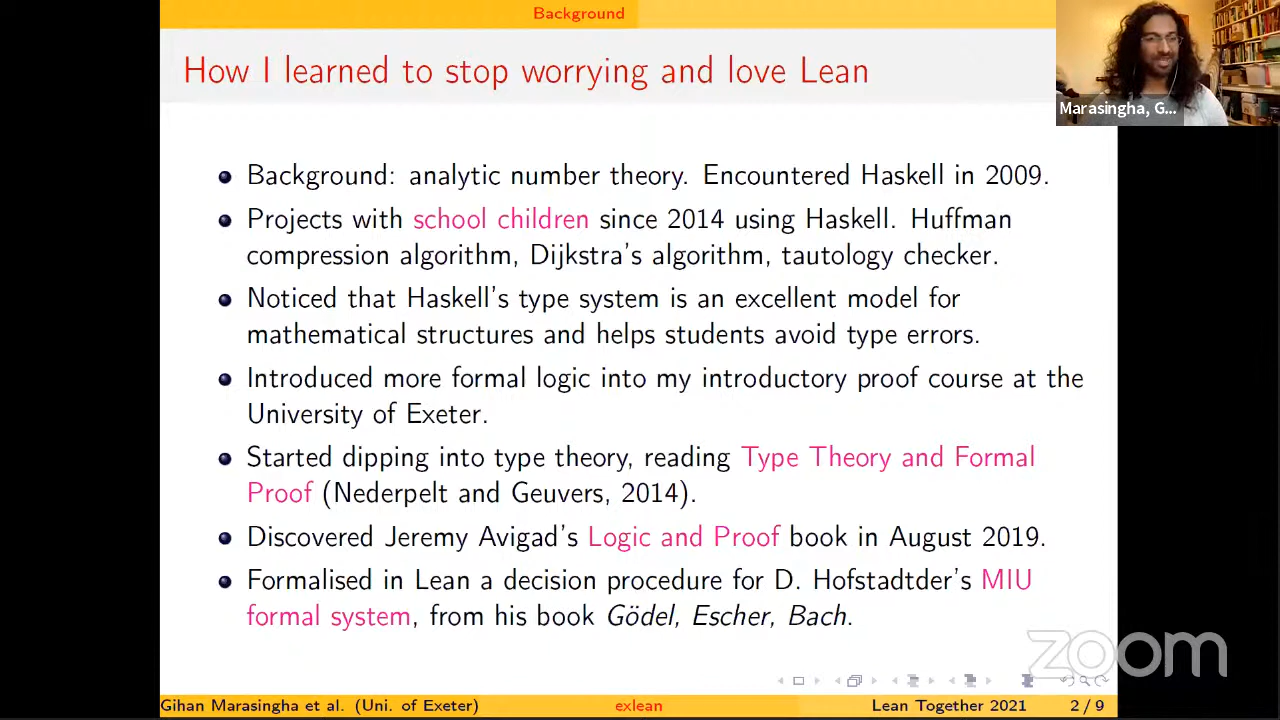 Background
How I learned to stop worrying and love Lean
Marasingha, G...
Background: analytic number theory. Encountered Haskell in 2009.
Projects with school children since 2014 using Haskell. Huffman
compression algorithm, Dijkstra's algorithm, tautology checker.
Noticed that Haskell's type system is an excellent model for
mathematical structures and helps students avoid type errors.
Introduced more formal logic into my introductory proof course at the
University of Exeter.
Started dipping into type theory, reading Type Theory and Formal
Proof (Nederpelt and Geuvers, 2014).
Discovered Jeremy Avigad's Logic and Proof book in August 2019.
Formalised in Lean a decision procedure for D. Hofstadtder's MIU
formal system, from his book Gödel, Escher, Bach.
zoom
Gihan Marasingha et al. (Uni. of Exeter)
exlean
Lean Together 2021
2 / 9